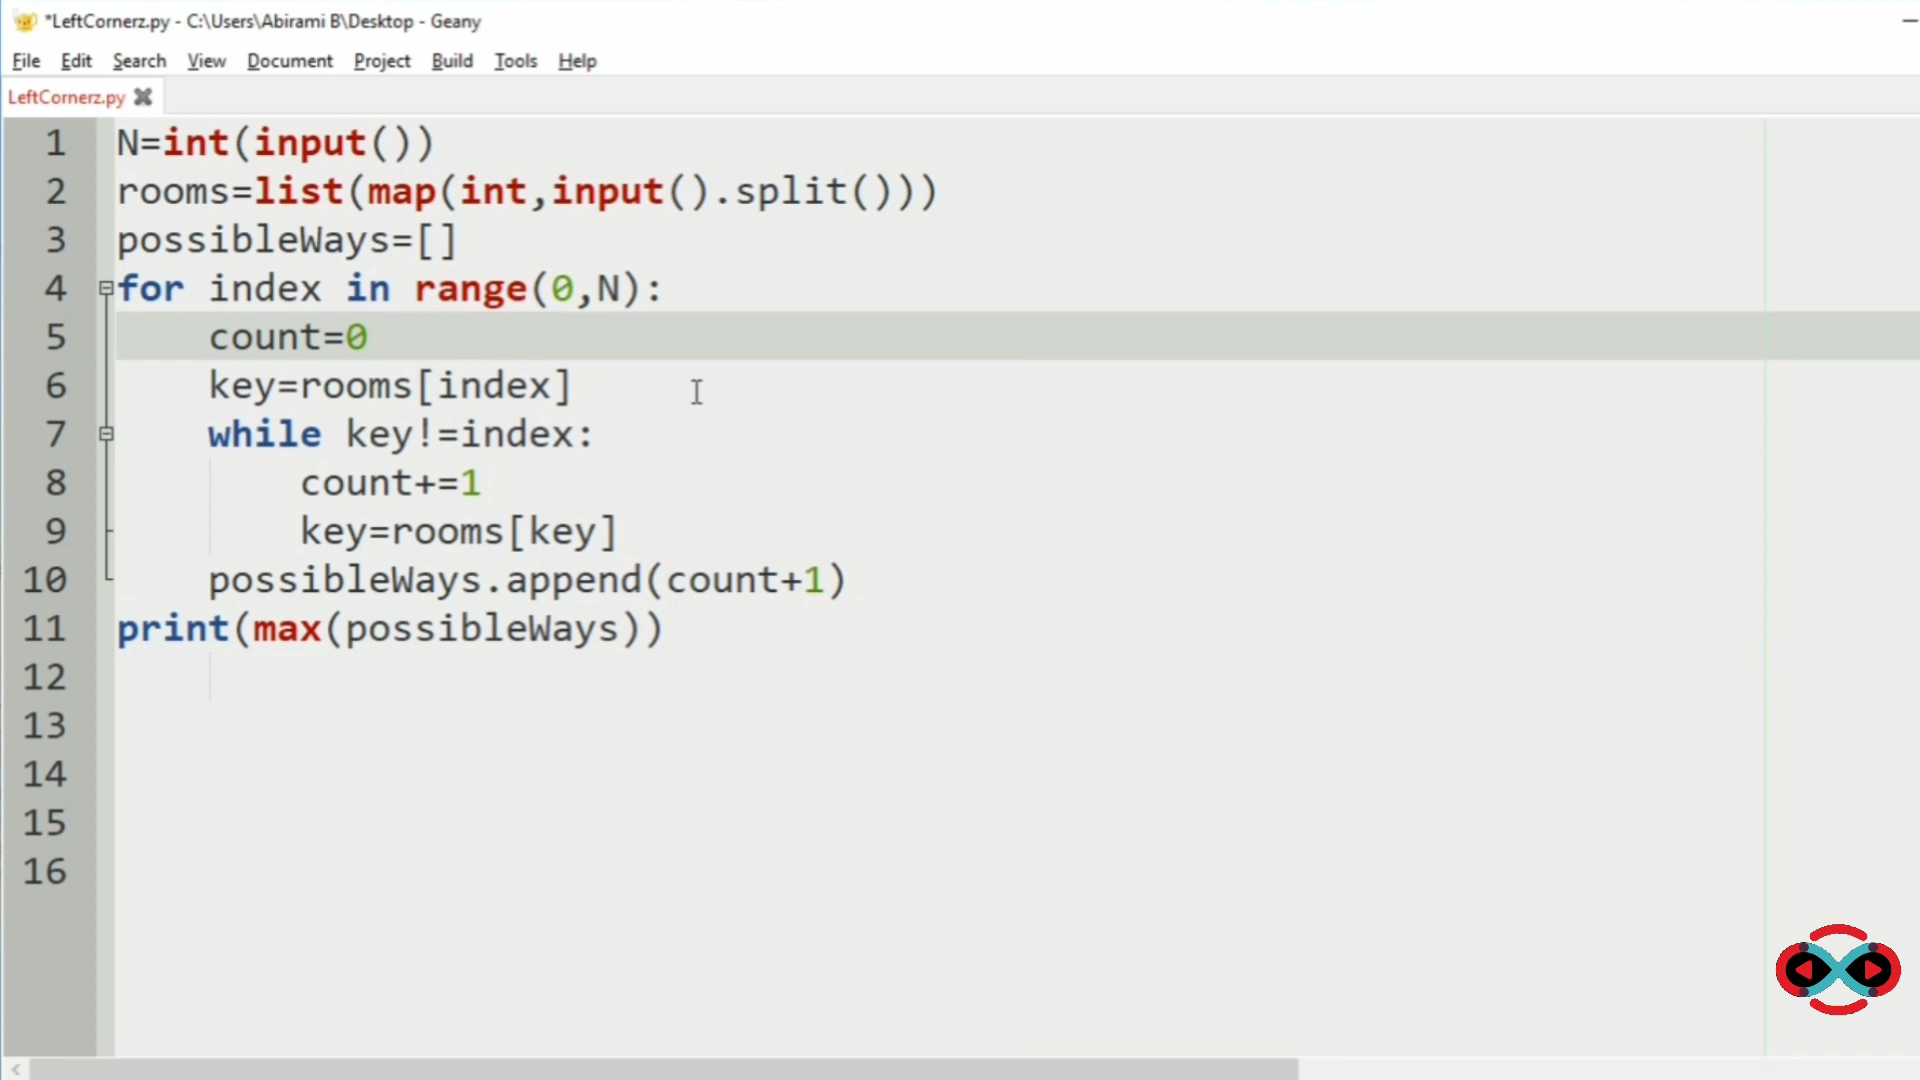 *LeftCornerz.py - C:\Users\Abirami B\Desktop - Geany
File Edit Search View Document Project Build Tools Help
LeftCornerz.py
1 N=int(input())
2 rooms=list(map(int,input().split()))
3 possibleWays=[]
4 for index in range(0,N):
5     count=0
6     key=rooms[index]
7     while key!=index:
8         count+=1
9         key=rooms[key]
10     possibleWays.append(count+1)
11 print(max(possibleWays))
12
13
14
15
16